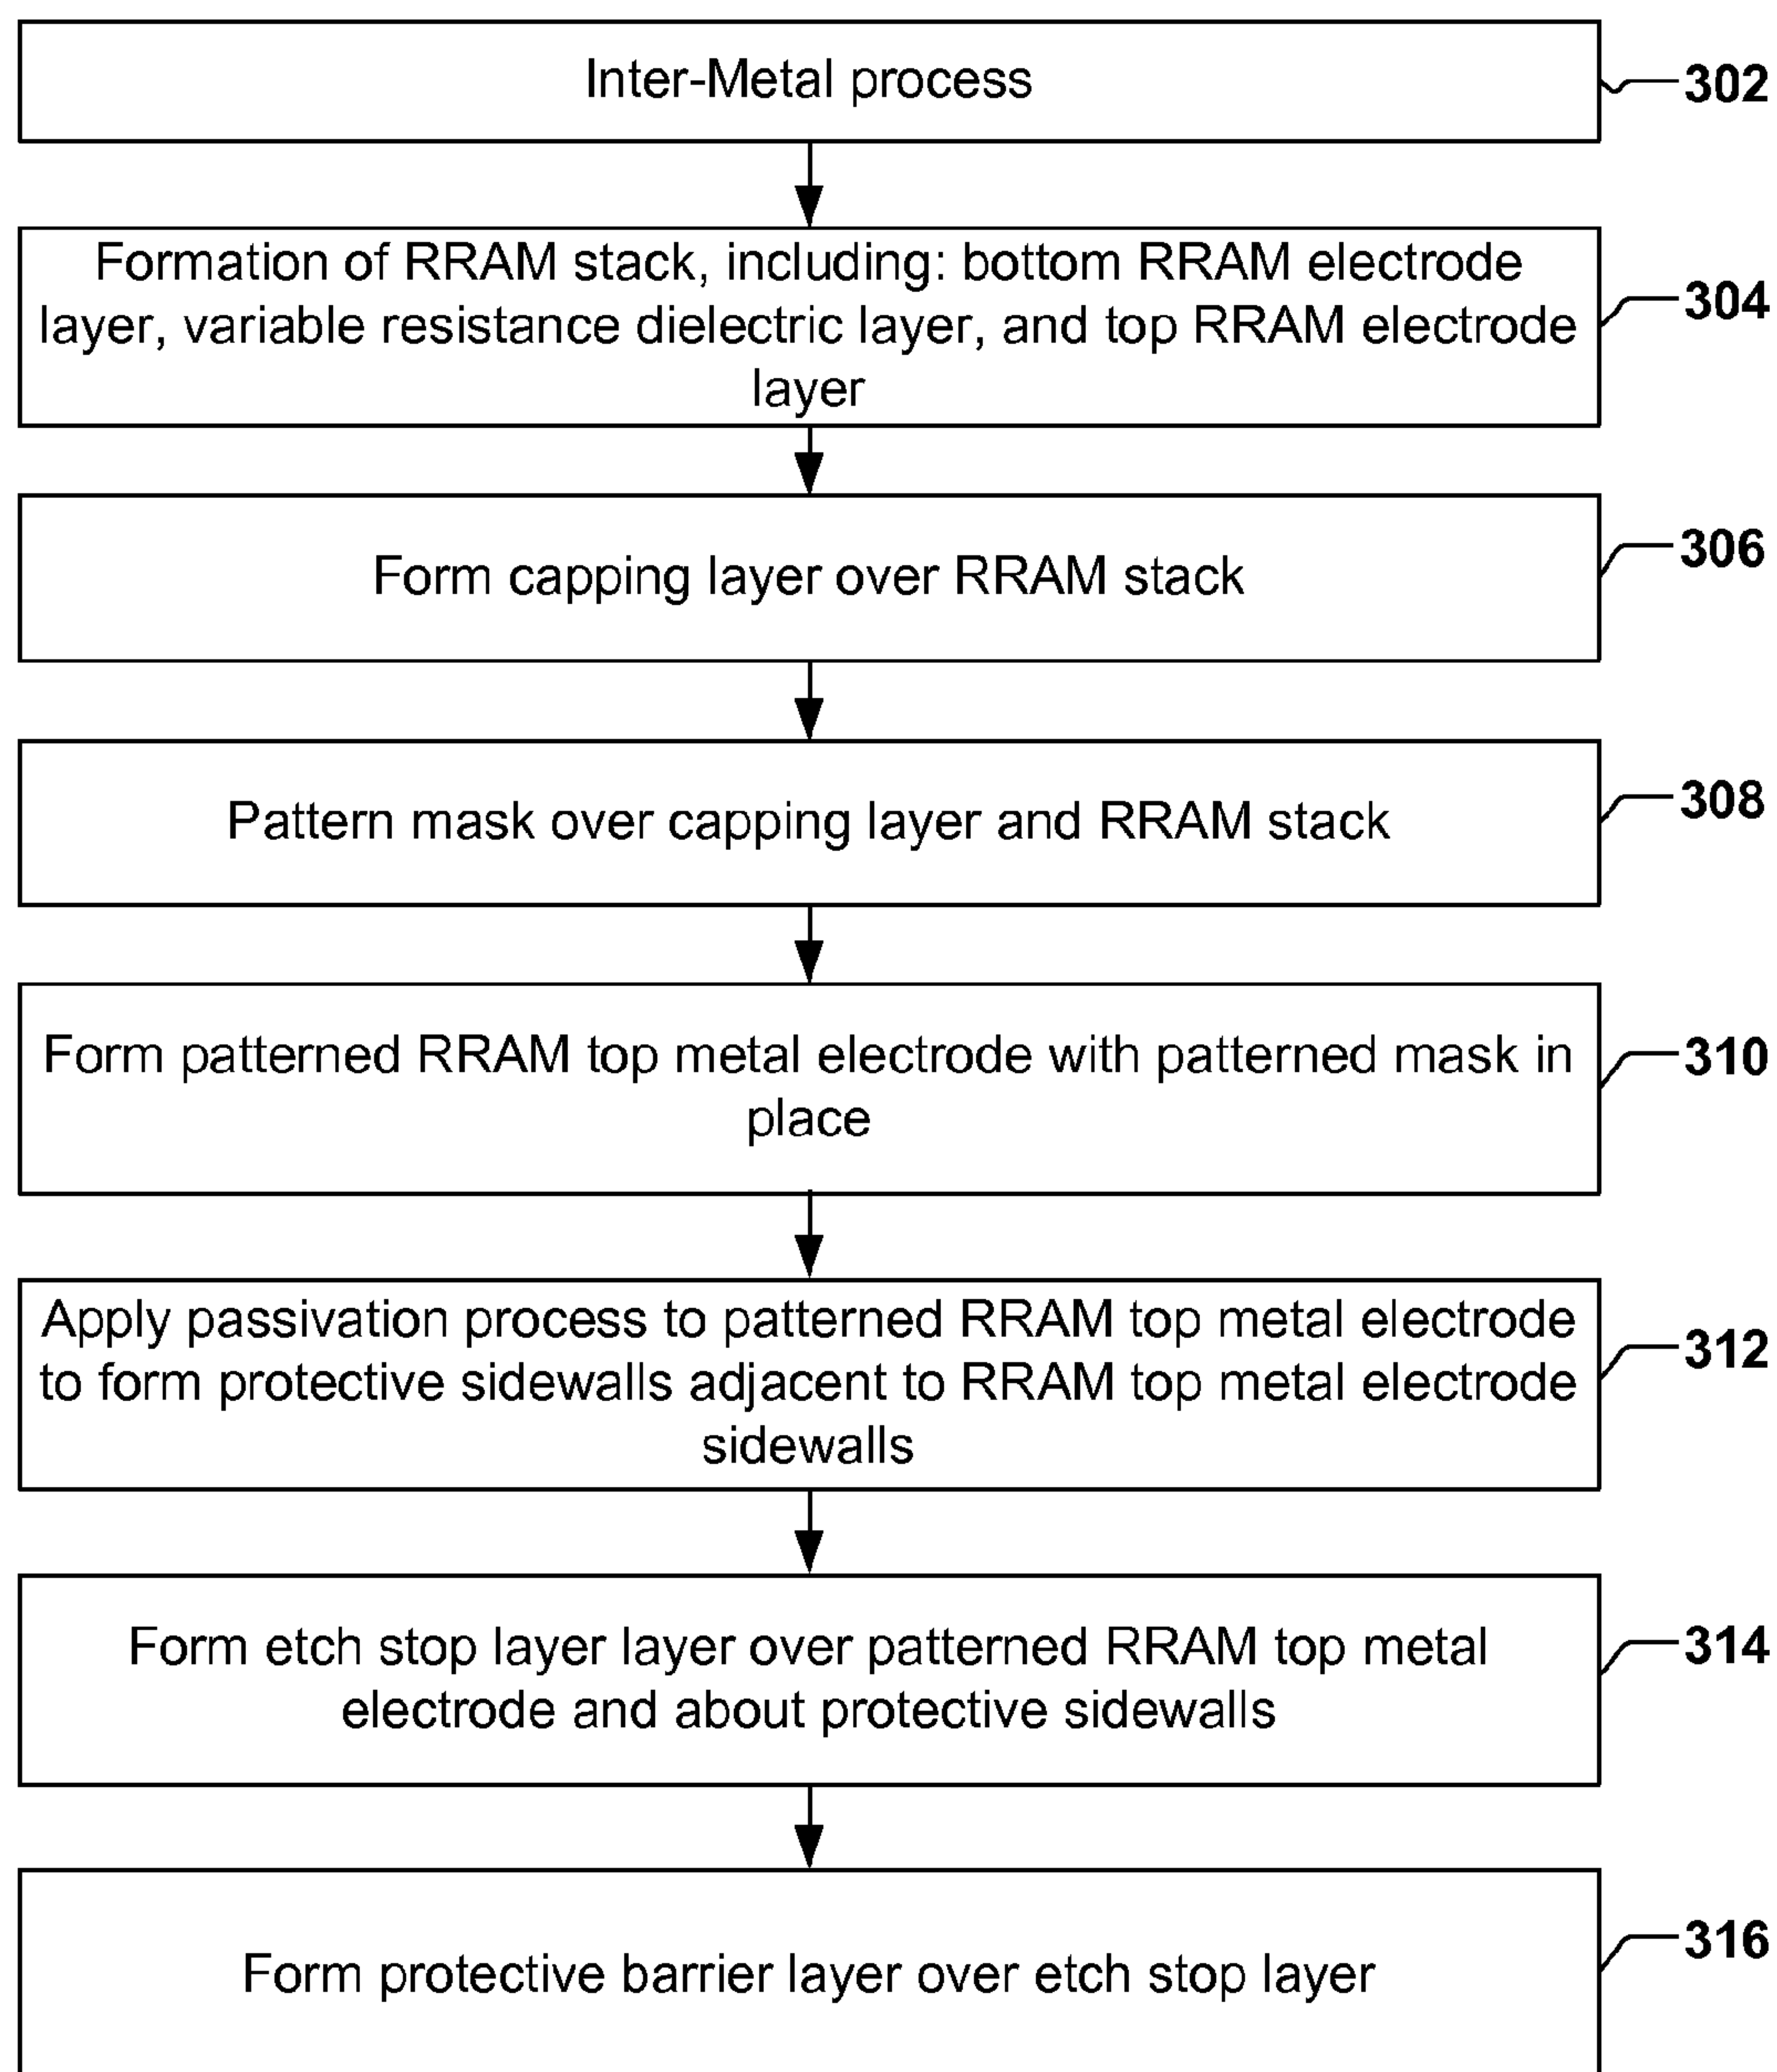 Inter-Metal process
302
Formation of RRAM stack, including: bottom RRAM electrode
layer, variable resistance dielectric layer, and top RRAM electrode
layer
304
Form capping layer over RRAM stack
306
Pattern mask over capping layer and RRAM stack
308
Form patterned RRAM top metal electrode with patterned mask in
place
310
Apply passivation process to patterned RRAM top metal electrode
to form protective sidewalls adjacent to RRAM top metal electrode
sidewalls
312
Form etch stop layer layer over patterned RRAM top metal
electrode and about protective sidewalls
314
Form protective barrier layer over etch stop layer
316